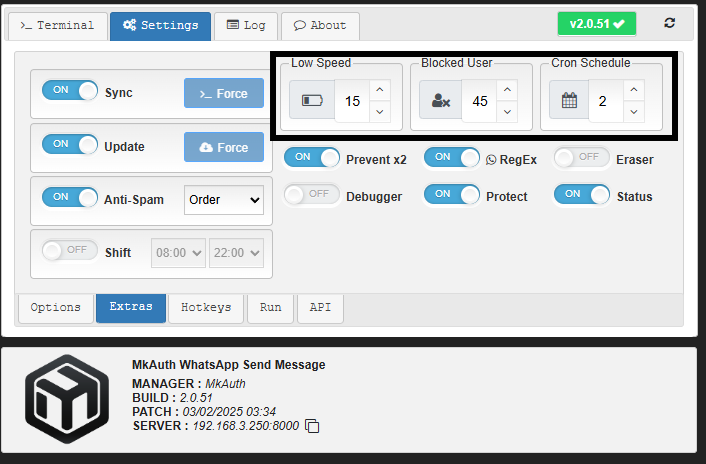 >_ Terminal Settings Log About v2.0.51
Low Speed Blocked User Cron Schedule
ON Sync >_ Force 15 45 2
ON Update Force
ON Prevent x2 ON RegEx OFF Eraser
ON Anti-Spam Order OFF Debugger ON Protect ON Status
OFF Shift 08:00 22:00
Options Extras Hotkeys Run API
MkAuth WhatsApp Send Message
MANAGER : MkAuth
BUILD : 2.0.51
PATCH : 03/02/2025 03:34
SERVER : 192.168.3.250:8000